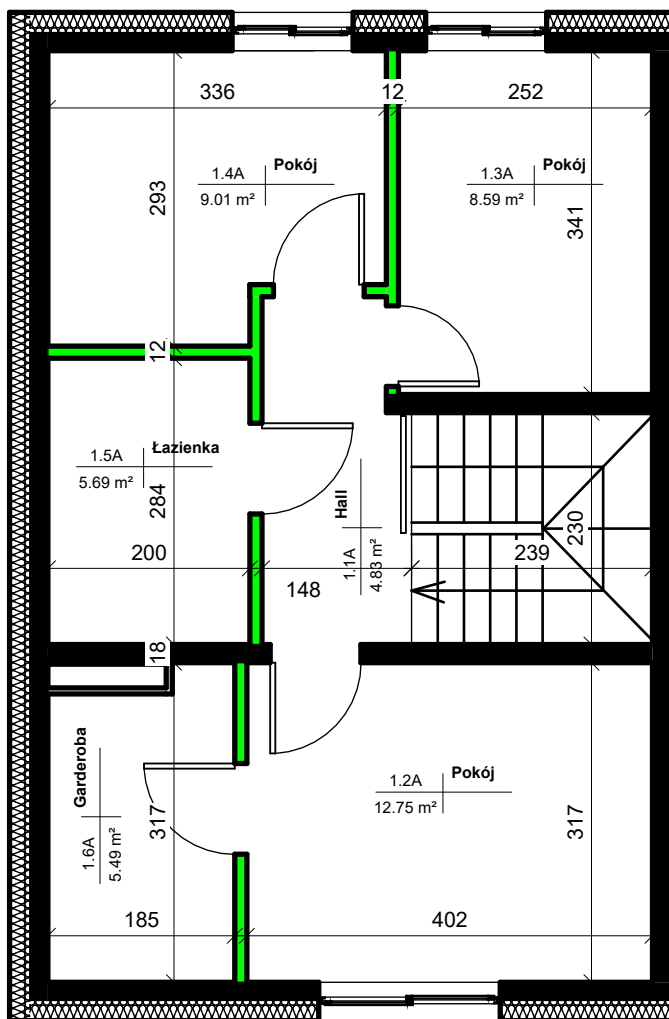 336
12
252
1.4A
Pokój
9.01 m²
1.3A
Pokój
8.59 m²
293
341
12
1.5A
Łazienka
5.69 m²
284
Hall
1.1A
4.83 m²
230
200
148
239
18
Garderoba
1.6A
5.49 m²
317
1.2A
Pokój
12.75 m²
317
185
402